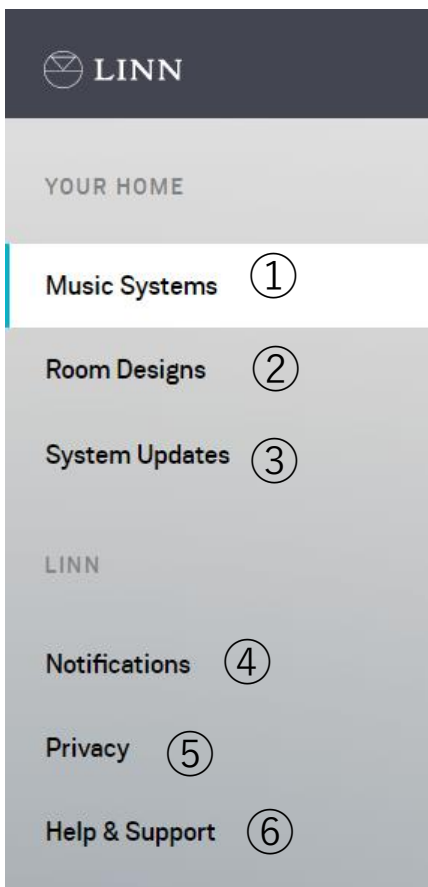 LINN
YOUR HOME
Music Systems ①
Room Designs ②
System Updates ③
LINN
Notifications ④
Privacy ⑤
Help & Support ⑥